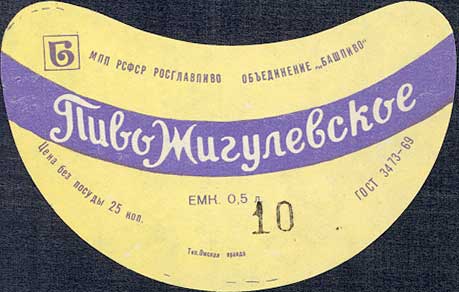 Б
МПП РСФСР РОСГЛАВПИВО ОБЪЕДИНЕНИЕ „БАШПИВО"
Пиво Жигулевское
Цена без посуды 25 коп.
ЕМК. 0,5 л
10
ГОСТ 3473-69
Тип. Омская правда